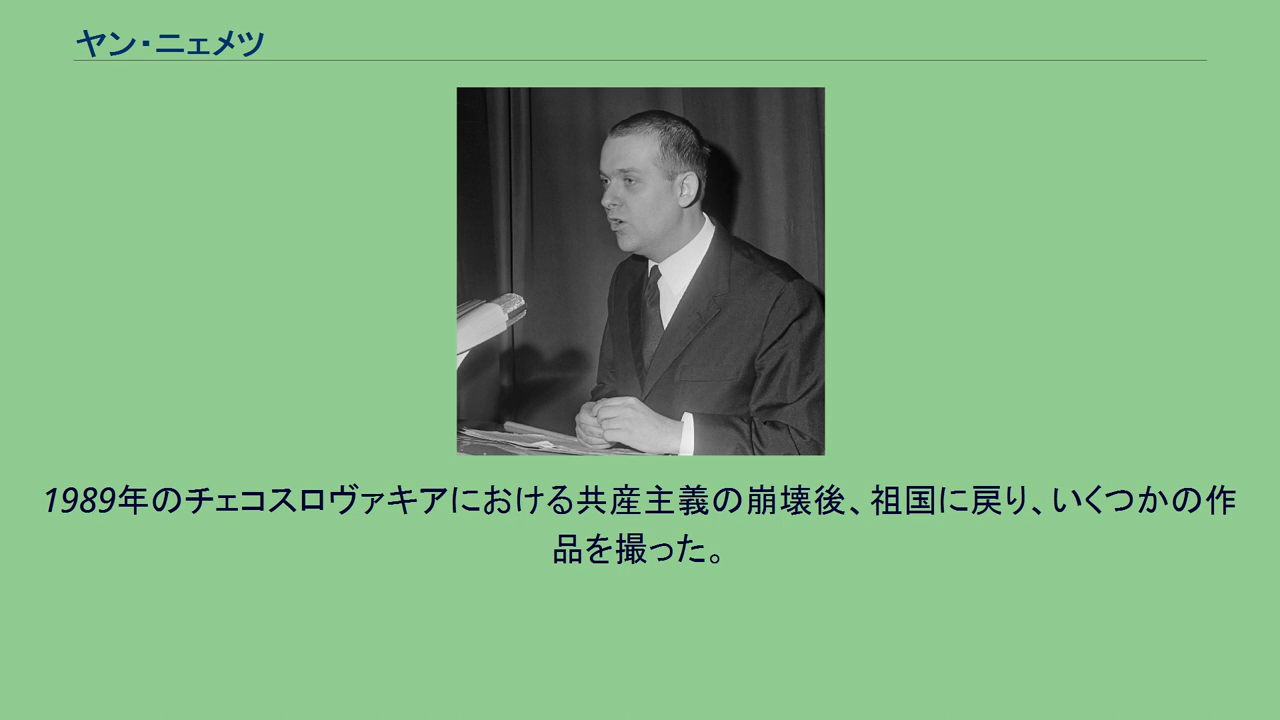 ヤン・ニェメツ
1989年のチェコスロヴァキアにおける共産主義の崩壊後、祖国に戻り、いくつかの作
品を撮った。